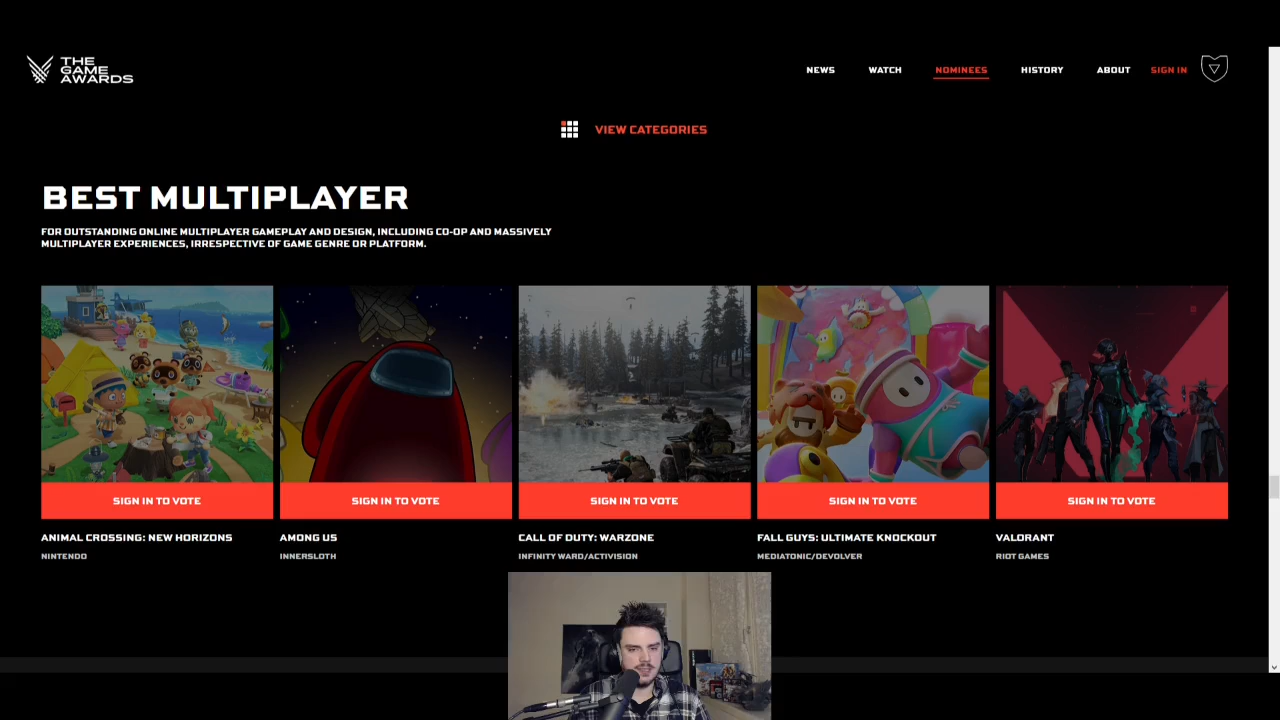 THE
GAME
AWARDS
NEWS WATCH NOMINEES HISTORY ABOUT SIGN IN
VIEW CATEGORIES
BEST MULTIPLAYER
FOR OUTSTANDING ONLINE MULTIPLAYER GAMEPLAY AND DESIGN, INCLUDING CO-OP AND MASSIVELY
MULTIPLAYER EXPERIENCES, IRRESPECTIVE OF GAME GENRE OR PLATFORM.
SIGN IN TO VOTE SIGN IN TO VOTE SIGN IN TO VOTE SIGN IN TO VOTE SIGN IN TO VOTE
ANIMAL CROSSING: NEW HORIZONS AMONG US CALL OF DUTY: WARZONE FALL GUYS: ULTIMATE KNOCKOUT VALORANT
NINTENDO INNERSLOTH INFINITY WARD/ACTIVISION MEDIATONIC/DEVOLVER RIOT GAMES